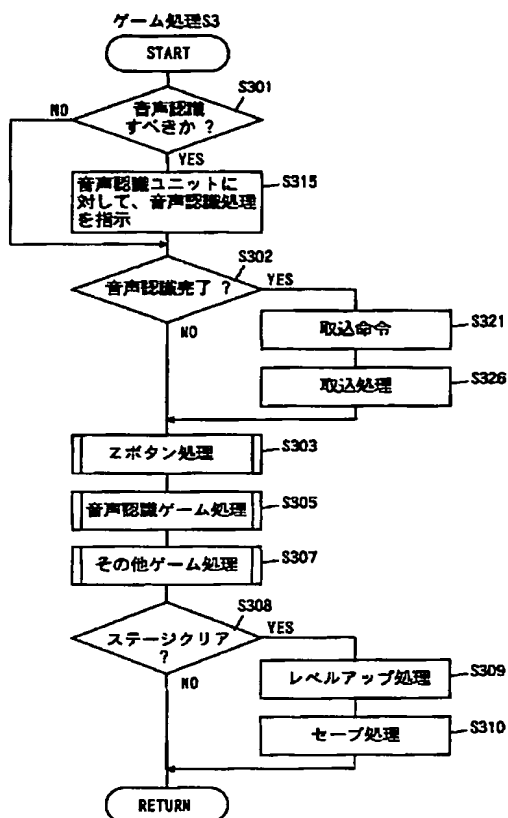 ゲーム処理S3
START
S301
音声認識
すべきか ?
NO
YES
音声認識ユニットに
対して、音声認識処理
を指示
S315
S302
音声認識完了 ?
YES
NO
取込命令
S321
取込処理
S326
Zボタン処理
S303
音声認識ゲーム処理
S305
その他ゲーム処理
S307
S308
ステージクリア
?
YES
NO
レベルアップ処理
S309
セーブ処理
S310
RETURN